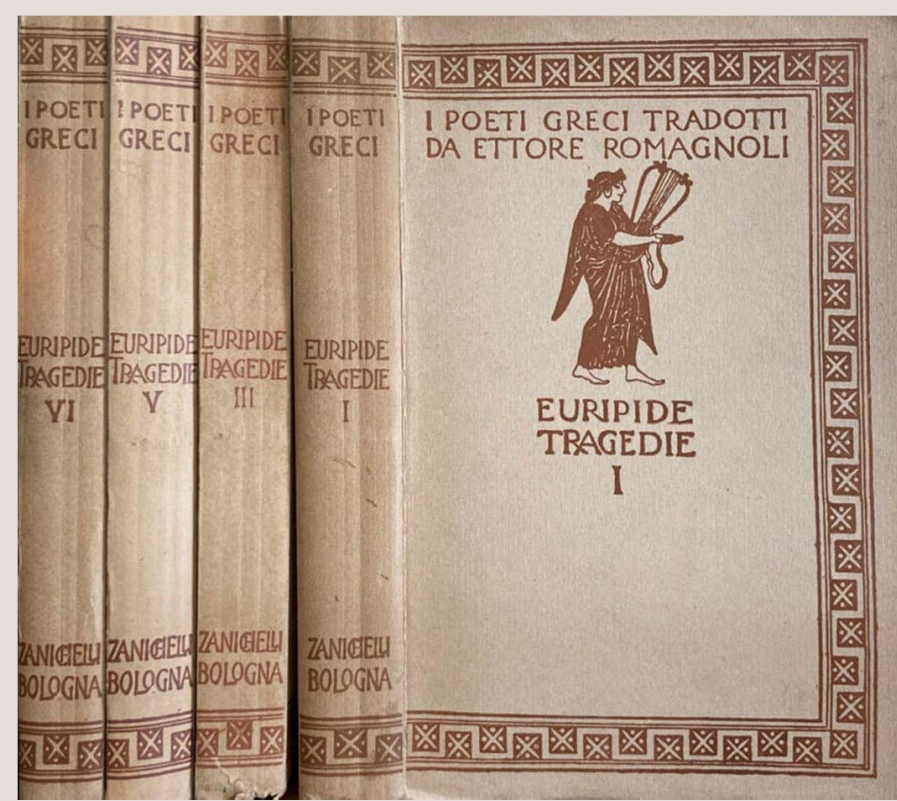 I POETI
GRECI
EURIPIDE
TRAGEDIE
VI
ZANICHELLI
BOLOGNA
I POETI
GRECI
EURIPIDE
TRAGEDIE
V
ZANICHELLI
BOLOGNA
I POETI
GRECI
EURIPIDE
TRAGEDIE
III
ZANICHELLI
BOLOGNA
I POETI
GRECI
EURIPIDE
TRAGEDIE
I
ZANICHELLI
BOLOGNA
I POETI GRECI TRADOTTI
DA ETTORE ROMAGNOLI
EURIPIDE
TRAGEDIE
I